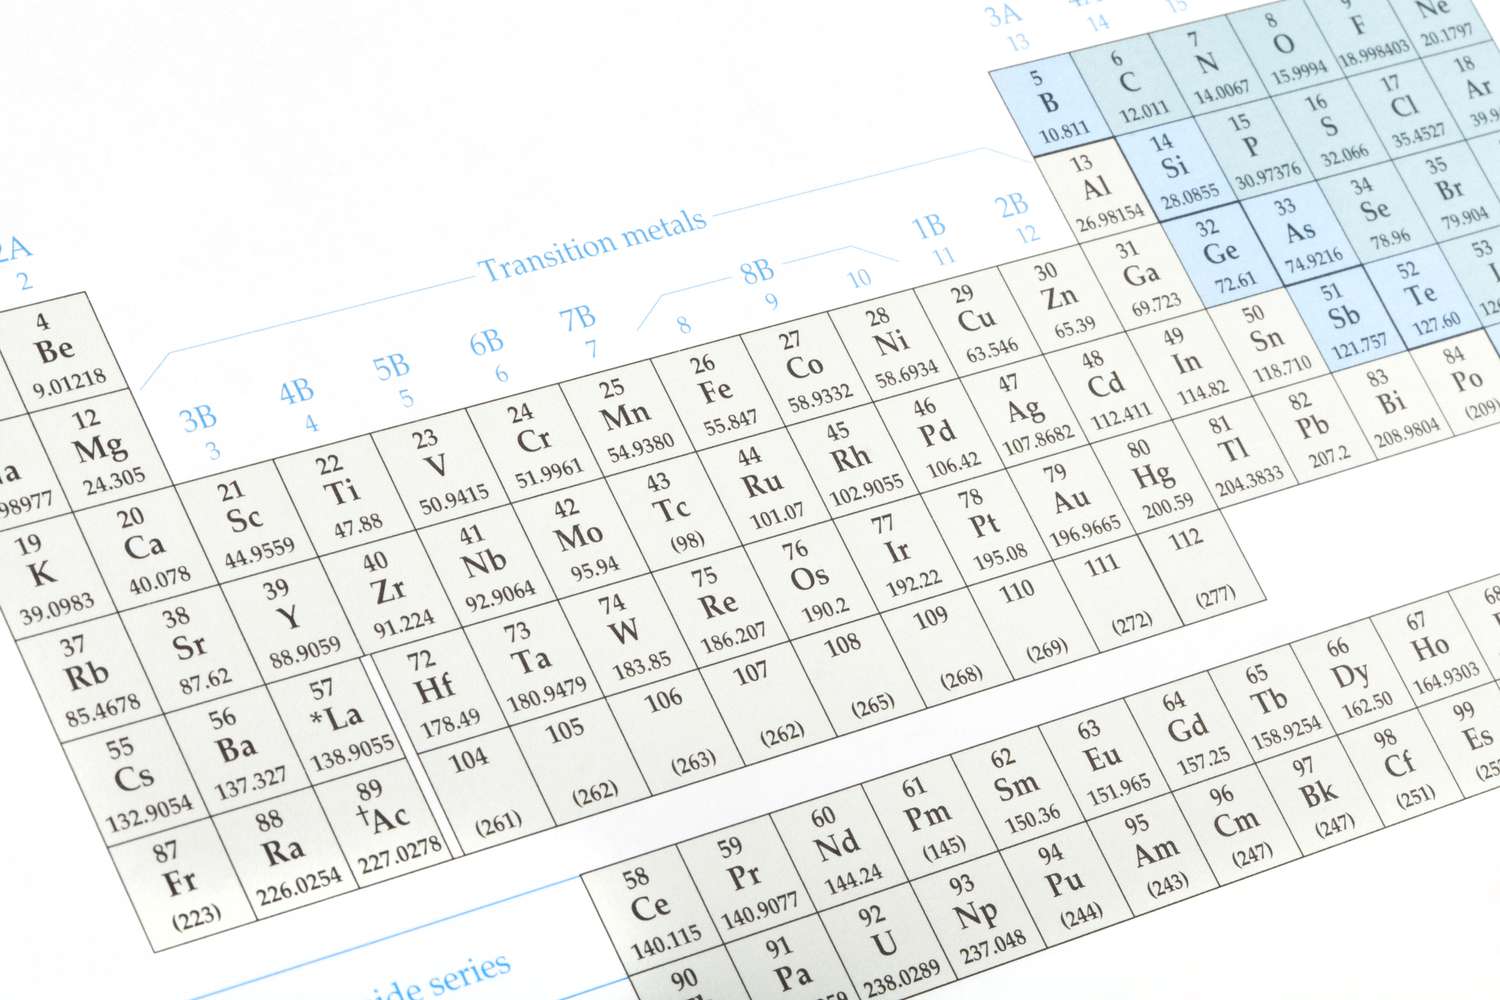 3A
13
14
15
5 B 10.811
6 C 12.011
7 N 14.0067
8 O 15.9994
9 F 18.998403
Ne 20.1797
13 Al 26.98154
14 Si 28.0855
15 P 30.97376
16 S 32.066
17 Cl 35.4527
18 Ar
Transition metals
2A
2
3B
3
4B
4
5B
5
6B
6
7B
7
8B
8
9
10
1B
11
2B
12
4 Be 9.01218
12 Mg 24.305
19 K 39.0983
20 Ca 40.078
21 Sc 44.9559
22 Ti 47.88
23 V 50.9415
24 Cr 51.9961
25 Mn 54.9380
26 Fe 55.847
27 Co 58.9332
28 Ni 58.6934
29 Cu 63.546
30 Zn 65.39
31 Ga 69.723
32 Ge 72.61
33 As 74.9216
34 Se 78.96
35 Br 79.904
37 Rb 85.4678
38 Sr 87.62
39 Y 88.9059
40 Zr 91.224
41 Nb 92.9064
42 Mo 95.94
43 Tc (98)
44 Ru 101.07
45 Rh 102.9055
46 Pd 106.42
47 Ag 107.8682
48 Cd 112.411
49 In 114.82
50 Sn 118.710
51 Sb 121.757
52 Te 127.60
53
55 Cs 132.9054
56 Ba 137.327
57 *La 138.9055
72 Hf 178.49
73 Ta 180.9479
74 W 183.85
75 Re 186.207
76 Os 190.2
77 Ir 192.22
78 Pt 195.08
79 Au 196.9665
80 Hg 200.59
81 Tl 204.3833
82 Pb 207.2
83 Bi 208.9804
84 Po (209)
87 Fr (223)
88 Ra 226.0254
89 †Ac 227.0278
104 (261)
105 (262)
106 (263)
107 (262)
108 (265)
109 (268)
110 (269)
111 (272)
112 (277)
58 Ce 140.115
59 Pr 140.9077
60 Nd 144.24
61 Pm (145)
62 Sm 150.36
63 Eu 151.965
64 Gd 157.25
65 Tb 158.9254
66 Dy 162.50
67 Ho 164.9303
68
series
90
91 Pa
92 U 238.0289
93 Np 237.048
94 Pu (244)
95 Am (243)
96 Cm (247)
97 Bk (247)
98 Cf (251)
99 Es